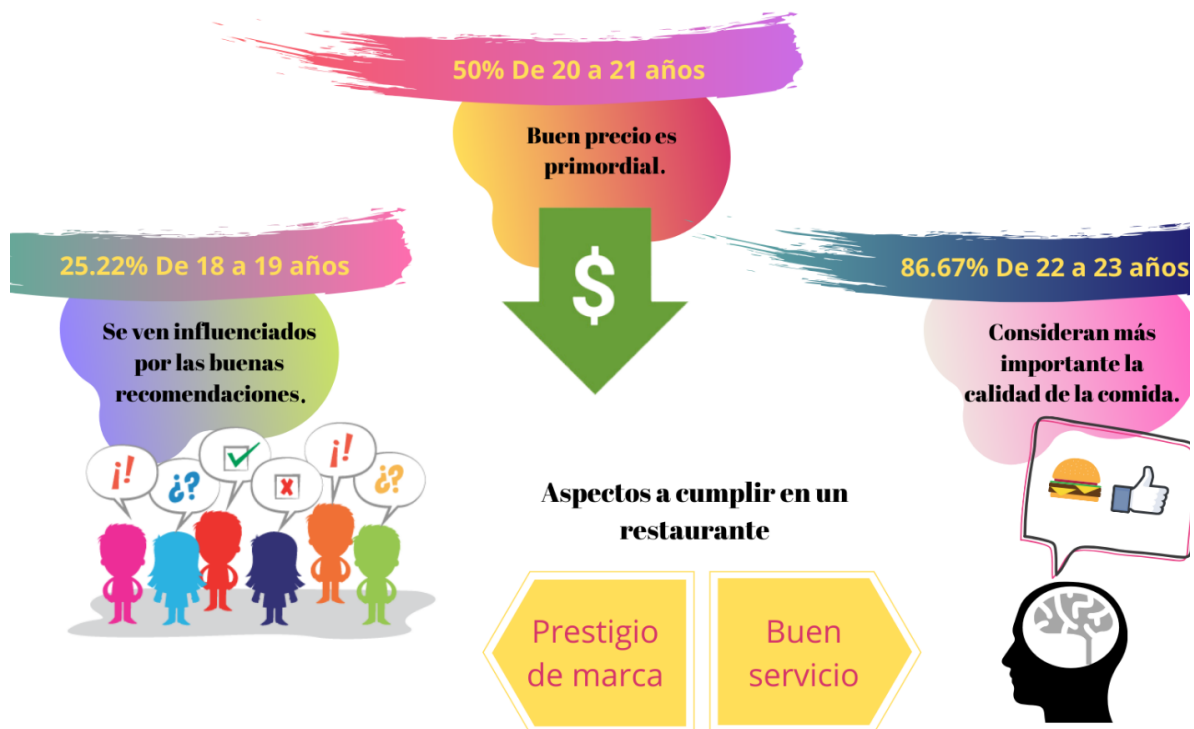 50% De 20 a 21 años
Buen precio es
primordial.
$
25.22% De 18 a 19 años
Se ven influenciados
por las buenas
recomendaciones.
¡!
¿?
¡!
¿?
86.67% De 22 a 23 años
Consideran más
importante la
calidad de la comida.
Aspectos a cumplir en un
restaurante
Prestigio
de marca
Buen
servicio